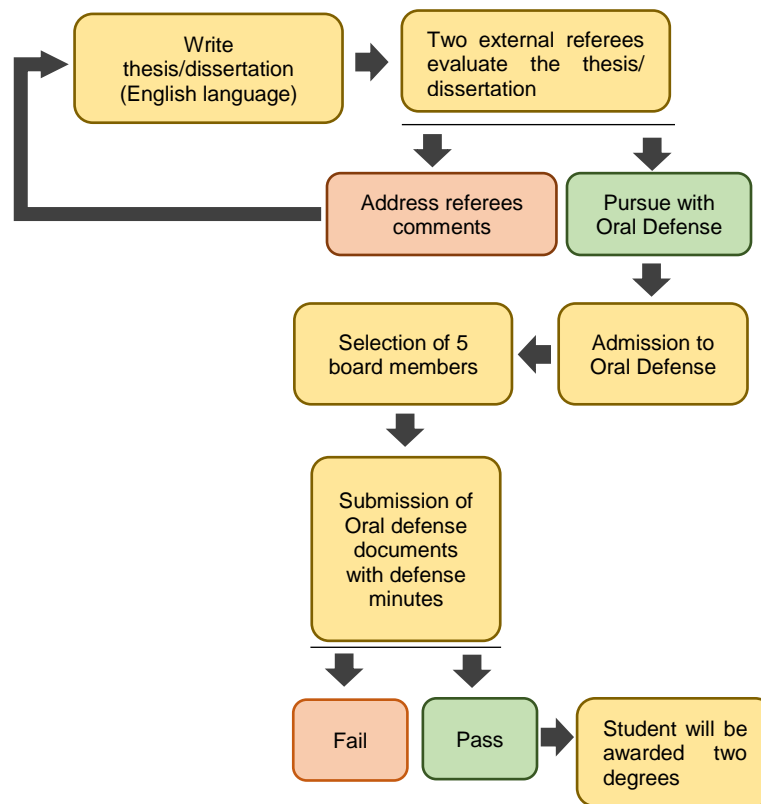 Write
thesis/dissertation
(English language)
Two external referees
evaluate the thesis/
dissertation
Address referees
comments
Pursue with
Oral Defense
Selection of 5
board members
Admission to
Oral Defense
Submission of
Oral defense
documents
with defense
minutes
Fail
Pass
Student will be
awarded two
degrees